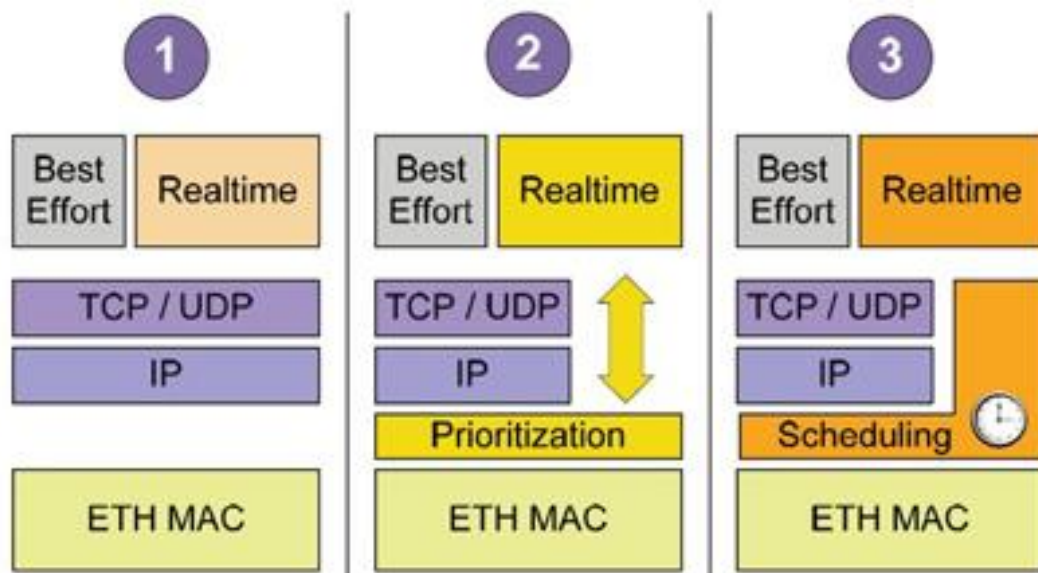 1
Best
Effort
Realtime
TCP / UDP
IP
ETH MAC
2
Best
Effort
Realtime
TCP / UDP
IP
Prioritization
ETH MAC
3
Best
Effort
Realtime
TCP / UDP
IP
Scheduling
ETH MAC